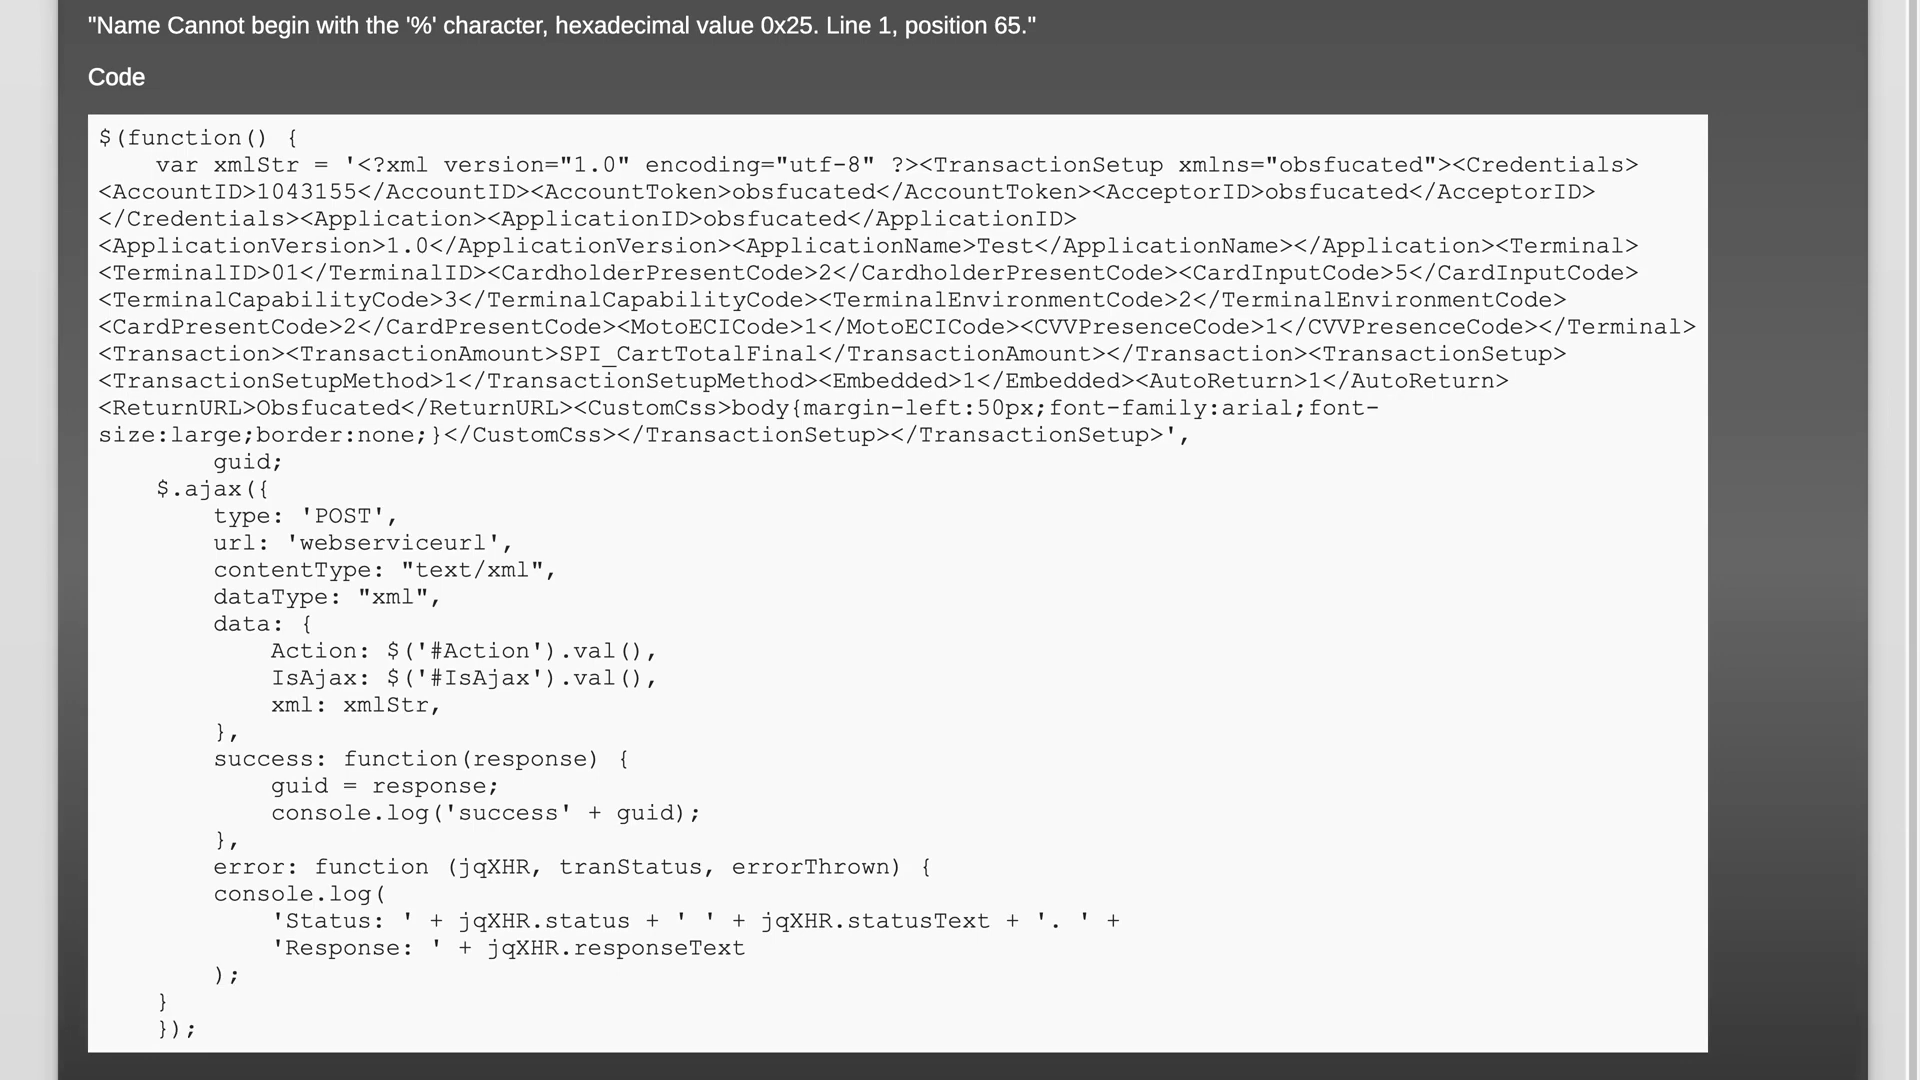 "Name Cannot begin with the '%' character, hexadecimal value 0x25. Line 1, position 65."
Code
$(function() {
    var xmlStr = '<?xml version="1.0" encoding="utf-8" ?><TransactionSetup xmlns="obsfucated"><Credentials>
<AccountID>1043155</AccountID><AccountToken>obsfucated</AccountToken><AcceptorID>obsfucated</AcceptorID>
</Credentials><Application><ApplicationID>obsfucated</ApplicationID>
<ApplicationVersion>1.0</ApplicationVersion><ApplicationName>Test</ApplicationName></Application><Terminal>
<TerminalID>01</TerminalID><CardholderPresentCode>2</CardholderPresentCode><CardInputCode>5</CardInputCode>
<TerminalCapabilityCode>3</TerminalCapabilityCode><TerminalEnvironmentCode>2</TerminalEnvironmentCode>
<CardPresentCode>2</CardPresentCode><MotoECICode>1</MotoECICode><CVVPresenceCode>1</CVVPresenceCode></Terminal>
<Transaction><TransactionAmount>SPI_CartTotalFinal</TransactionAmount></Transaction><TransactionSetup>
<TransactionSetupMethod>1</TransactionSetupMethod><Embedded>1</Embedded><AutoReturn>1</AutoReturn>
<ReturnURL>Obsfucated</ReturnURL><CustomCss>body{margin-left:50px;font-family:arial;font-
size:large;border:none;}</CustomCss></TransactionSetup></TransactionSetup>',
        guid;
    $.ajax({
        type: 'POST',
        url: 'webserviceurl',
        contentType: "text/xml",
        dataType: "xml",
        data: {
            Action: $('#Action').val(),
            IsAjax: $('#IsAjax').val(),
            xml: xmlStr,
        },
        success: function(response) {
            guid = response;
            console.log('success' + guid);
        },
        error: function (jqXHR, tranStatus, errorThrown) {
        console.log(
            'Status: ' + jqXHR.status + ' ' + jqXHR.statusText + '. ' +
            'Response: ' + jqXHR.responseText
        );
    }
    });